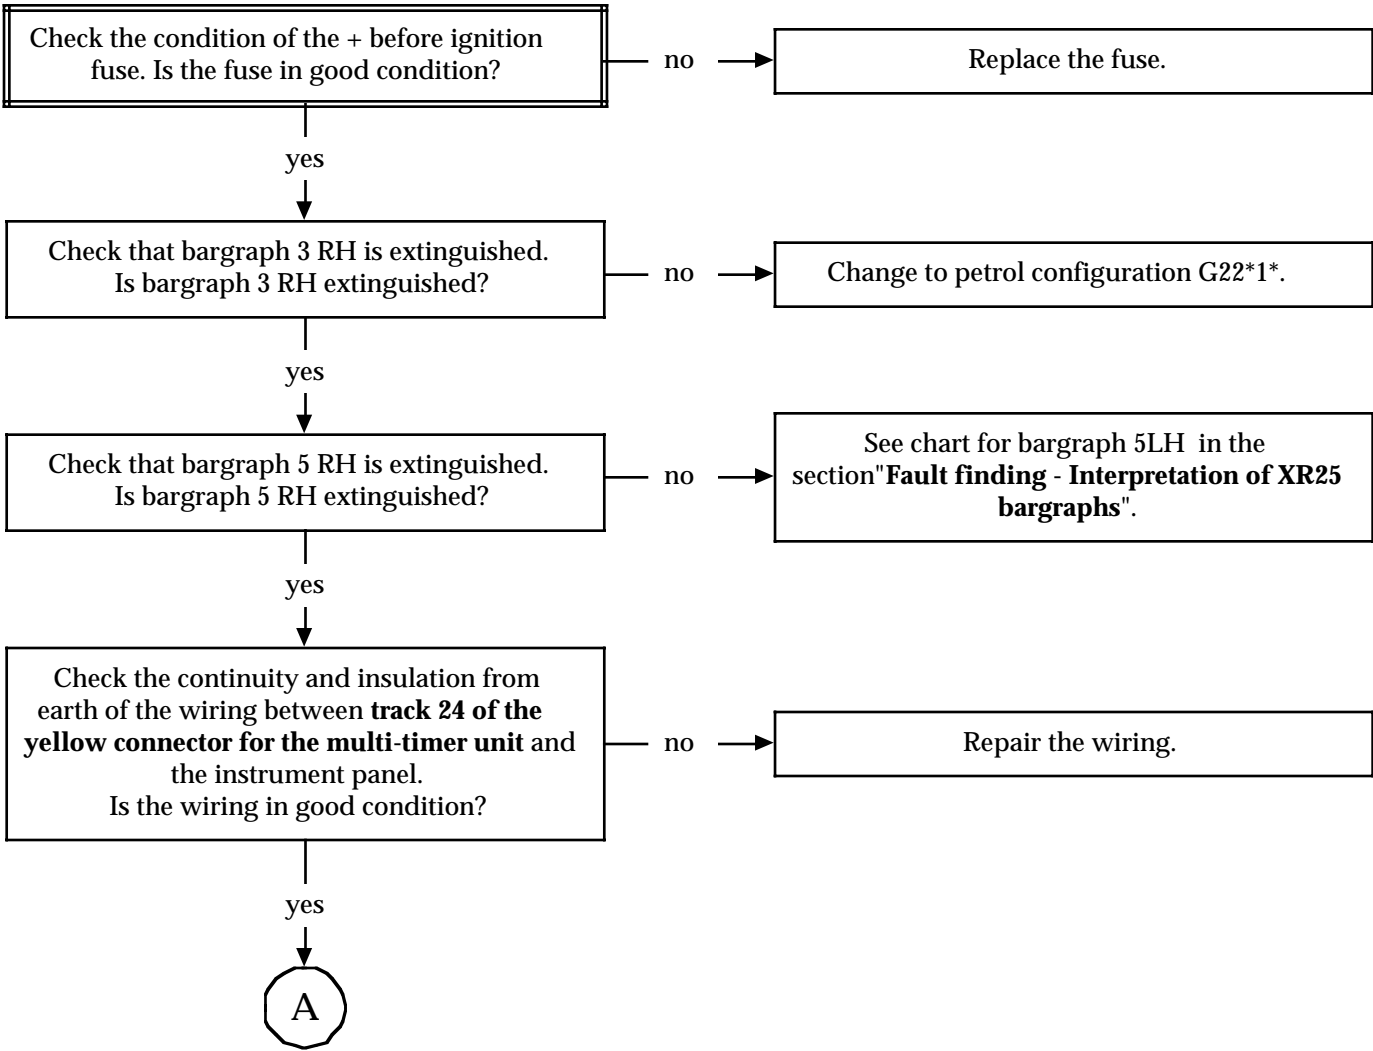 Check the condition of the + before ignition
fuse. Is the fuse in good condition?
no
Replace the fuse.
yes
Check that bargraph 3 RH is extinguished.
Is bargraph 3 RH extinguished?
no
Change to petrol configuration G22*1*.
yes
Check that bargraph 5 RH is extinguished.
Is bargraph 5 RH extinguished?
no
See chart for bargraph 5LH in the
section"Fault finding - Interpretation of XR25
bargraphs".
yes
Check the continuity and insulation from
earth of the wiring between track 24 of the
yellow connector for the multi-timer unit and
the instrument panel.
Is the wiring in good condition?
no
Repair the wiring.
yes
A